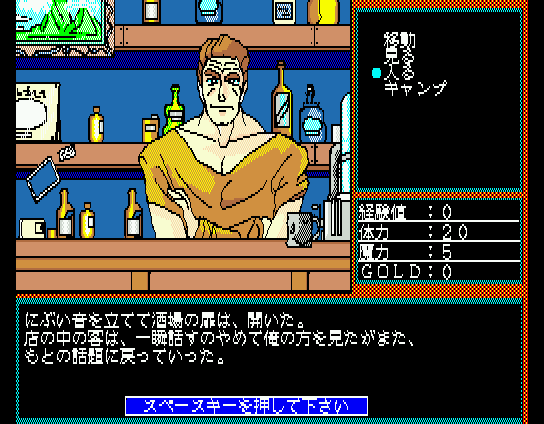 移動
見る
入る
キャンプ
経験値 : 0
体力 : 20
魔力 : 5
GOLD: 0
にぶい音を立てて酒場の扉は、開いた。
店の中の客は、一瞬話すのやめて俺の方を見たがまた、
もとの話題に戻っていった。
スペースキーを押して下さい